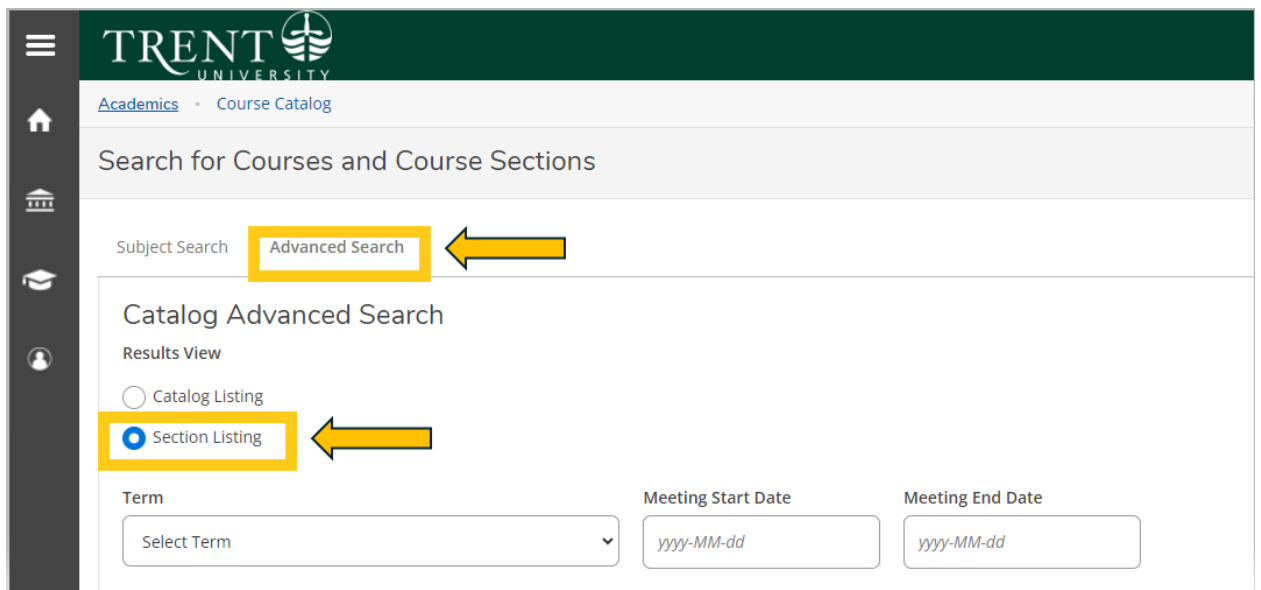 TRENT
UNIVERSITY
Academics · Course Catalog
Search for Courses and Course Sections
Subject Search Advanced Search
Catalog Advanced Search
Results View
Catalog Listing
Section Listing
Term Meeting Start Date Meeting End Date
Select Term yyyy-MM-dd yyyy-MM-dd